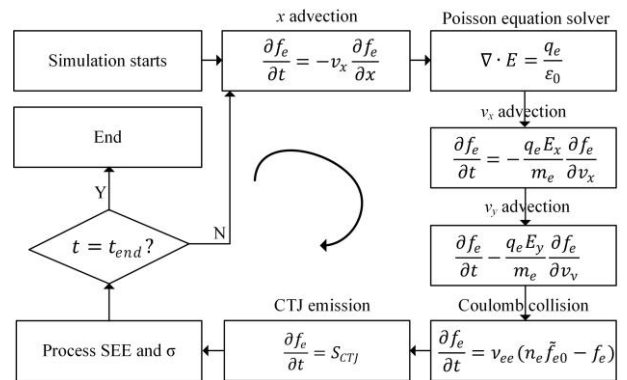 x advection
Poisson equation solver
Simulation starts
∂f_e/∂t = −v_x ∂f_e/∂x
∇ · E = q_e/ε_0
v_x advection
End
∂f_e/∂t = − q_e E_x/m_e ∂f_e/∂v_x
Y
v_y advection
N
t = t_end?
∂f_e/∂t − q_e E_y/m_e ∂f_e/∂v_v
CTJ emission
Coulomb collision
Process SEE and σ
∂f_e/∂t = S_CTJ
∂f_e/∂t = ν_ee (n_e f̃_e0 − f_e)